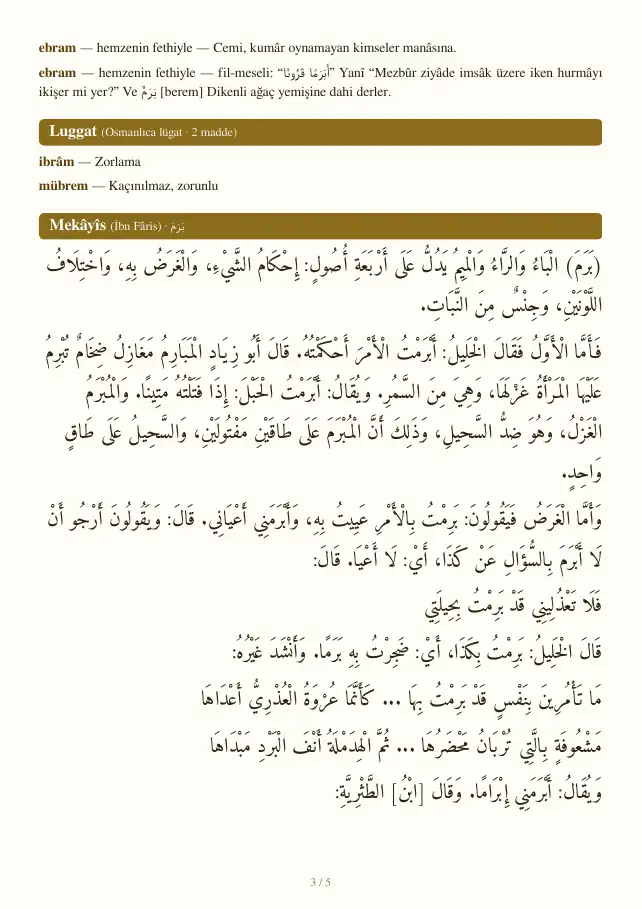 ebram — hemzenin fethiyle — Cemi, kumâr oynamayan kimseler manâsına.
ebram — hemzenin fethiyle — fil-meseli: “أَبَرَمًا قَرُونًا” Yanî “Mezbûr ziyâde imsâk üzere iken hurmâyı
ikişer mi yer?” Ve بَرَمٌ [berem] Dikenli ağaç yemişine dahi derler.
Luggat (Osmanlıca lügat · 2 madde)
ibrâm — Zorlama
mübrem — Kaçınılmaz, zorunlu
Mekâyîs (İbn Fâris) · بَرَمَ
(بَرَمَ) الْبَاءُ وَالرَّاءُ وَالْمِيمُ يَدُلُّ عَلَى أَرْبَعَةِ أُصُولٍ: إِحْكَامُ الشَّيْءِ، وَالْغَرَضُ بِهِ، وَاخْتِلَافُ
اللَّوْنَيْنِ، وَجِنْسٌ مِنَ النَّبَاتِ.
فَأَمَّا الْأَوَّلُ فَقَالَ الْخَلِيلُ: أَبْرَمْتُ الْأَمْرَ أَحْكَمْتُهُ. قَالَ أَبُو زِيَادٍ الْمَبَارِمُ مَغَازِلُ ضِخَامٌ تُبْرِمُ
عَلَيْهَا الْمَرْأَةُ غَزْلَهَا، وَهِيَ مِنَ السَّمُرِ. وَيُقَالُ: أَبْرَمْتُ الْحَبْلَ: إِذَا فَتَلْتُهُ مَتِينًا. وَالْمُبْرَمُ
الْغَزْلُ، وَهُوَ ضِدُّ السَّحِيلِ، وَذَلِكَ أَنَّ الْمُبْرَمَ عَلَى طَاقَيْنِ مَفْتُولَيْنِ، وَالسَّحِيلُ عَلَى طَاقٍ
وَاحِدٍ.
وَأَمَّا الْغَرَضُ فَيَقُولُونَ: بَرِمْتُ بِالْأَمْرِ عَيِيتُ بِهِ، وَأَبْرَمَنِي أَعْيَانِي. قَالَ: وَيَقُولُونَ أَرْجُو أَنْ
لَا أَبْرَمَ بِالسُّؤَالِ عَنْ كَذَا، أَيْ: لَا أَعْيَا. قَالَ:
فَلَا تَعْذُلِينِي قَدْ بَرِمْتُ بِحِيلَتِي
قَالَ الْخَلِيلُ: بَرِمْتُ بِكَذَا، أَيْ: ضَجِرْتُ بِهِ بَرَمًا. وَأَنْشَدَ غَيْرُهُ:
مَا تَأْمُرِينَ بِنَفْسٍ قَدْ بَرِمْتُ بِهَا ... كَأَنَّمَا عُرْوَةُ الْعُذْرِيُّ أَعْدَاهَا
مَشْعُوفَةٍ بِالَّتِي تُرْبَانُ مَحْضَرُهَا ... ثُمَّ الْهِدَمْلَةُ أَنْفَ الْبَرْدِ مَبْدَاهَا
وَيُقَالُ: أَبْرَمَنِي إِبْرَامًا. وَقَالَ [ابْنُ] الطَّثْرِيَّةِ:
3 / 5